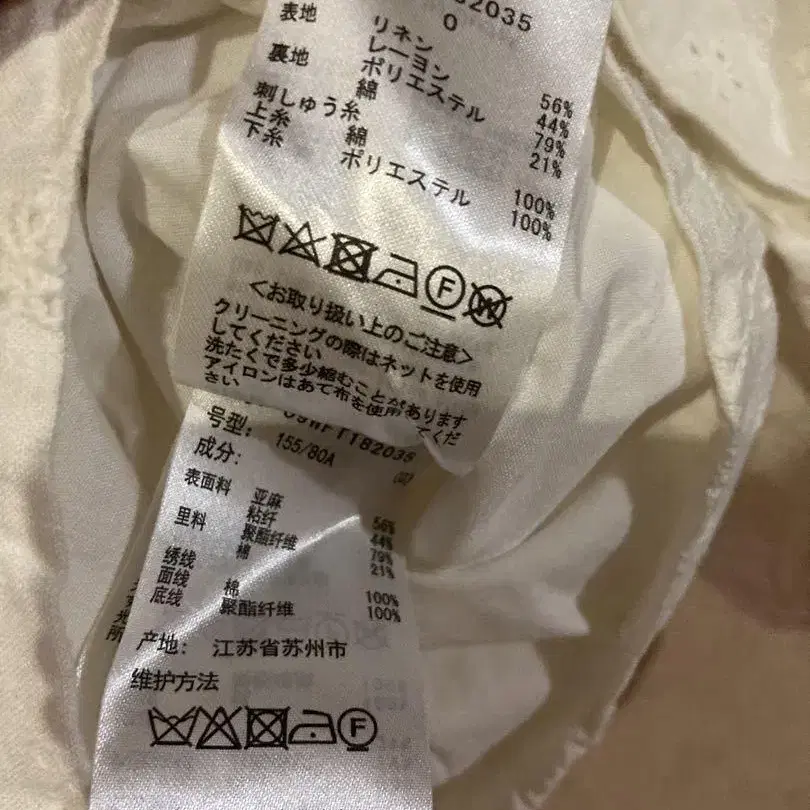 82035
0
表地 リネン 56%
レーヨン 44%
裏地 ポリエステル 79%
綿 21%
刺しゅう糸
上糸 綿 100%
下糸 ポリエステル 100%
F
W
<お取り扱い上のご注意>
クリーニングの際はネットを使用
してください
洗たくで多少縮むことがあります
アイロンはあて布を使用してくだ
さい
09WFT182035
号型: 155/80A
成分:
表面料 亚麻 56%
粘纤 44%
里料 聚酯纤维 79%
棉 21%
绣线
面线 棉 100%
底线 聚酯纤维 100%
所
产地: 江苏省苏州市
维护方法
F